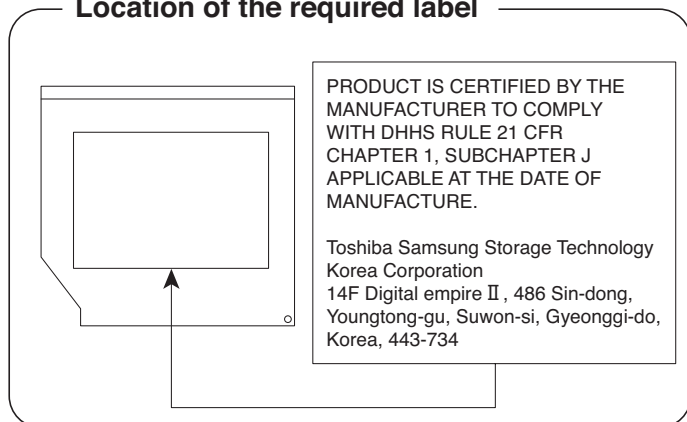 Location of the required label
PRODUCT IS CERTIFIED BY THE
MANUFACTURER TO COMPLY
WITH DHHS RULE 21 CFR
CHAPTER 1, SUBCHAPTER J
APPLICABLE AT THE DATE OF
MANUFACTURE.
Toshiba Samsung Storage Technology
Korea Corporation
14F Digital empire Ⅱ, 486 Sin-dong,
Youngtong-gu, Suwon-si, Gyeonggi-do,
Korea, 443-734